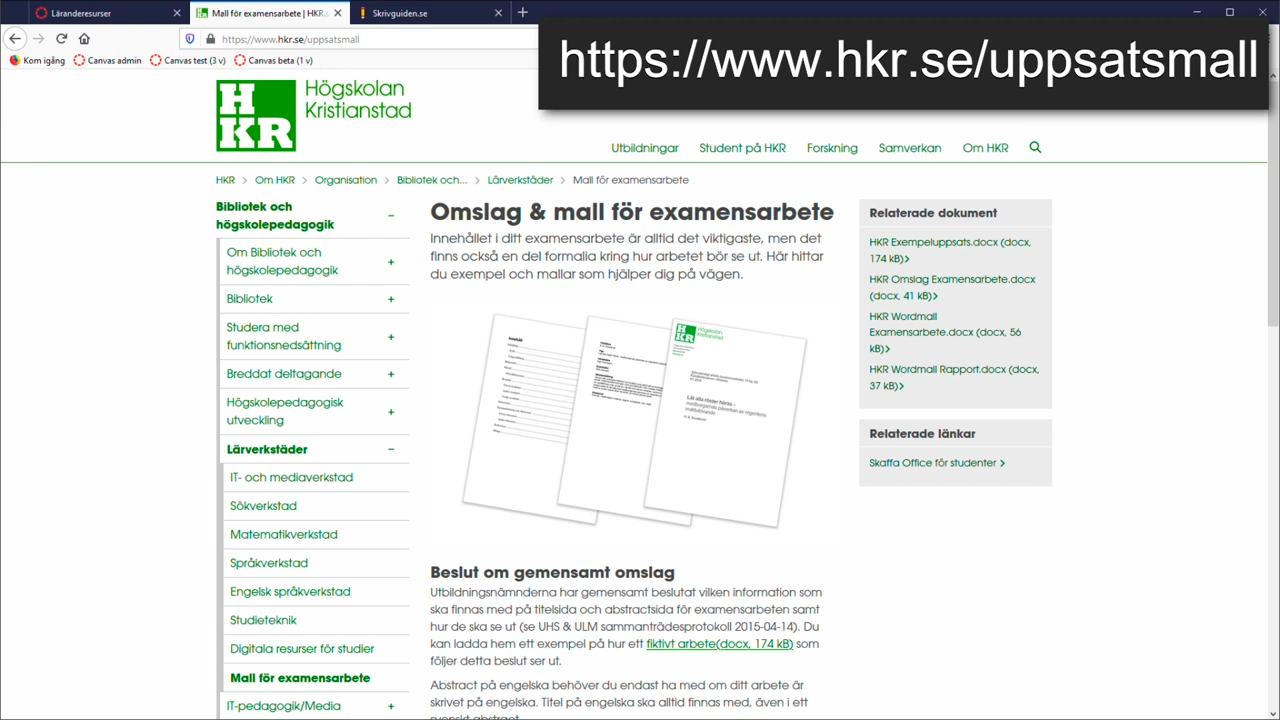 Läranderesurser
Mall för examensarbete | HKR.s
Skrivguiden.se
https://www.hkr.se/uppsatsmall
https://www.hkr.se/uppsatsmall
Kom igång
Canvas admin
Canvas test (3 v)
Canvas beta (1 v)
HKR
Högskolan
Kristianstad
Utbildningar
Student på HKR
Forskning
Samverkan
Om HKR
HKR > Om HKR > Organisation > Bibliotek och... > Lärverkstäder > Mall för examensarbete
Bibliotek och
högskolepedagogik
Om Bibliotek och
högskolepedagogik
Bibliotek
Studera med
funktionsnedsättning
Breddat deltagande
Högskolepedagogisk
utveckling
Lärverkstäder
IT- och mediaverkstad
Sökverkstad
Matematikverkstad
Språkverkstad
Engelsk språkverkstad
Studieteknik
Digitala resurser för studier
Mall för examensarbete
IT-pedagogik/Media
Omslag & mall för examensarbete
Innehållet i ditt examensarbete är alltid det viktigaste, men det
finns också en del formalia kring hur arbetet bör se ut. Här hittar
du exempel och mallar som hjälper dig på vägen.
Innehåll
HKR
Högskolan
Kristianstad
Låt alla röster höras –
Beslut om gemensamt omslag
Utbildningsnämnderna har gemensamt beslutat vilken information som
ska finnas med på titelsida och abstractsida för examensarbeten samt
hur de ska se ut (se UHS & ULM sammanträdesprotokoll 2015-04-14). Du
kan ladda hem ett exempel på hur ett fiktivt arbete(docx, 174 kB) som
följer detta beslut ser ut.
Abstract på engelska behöver du endast ha med om ditt arbete är
skrivet på engelska. Titel på engelska ska alltid finnas med, även i ett
svenskt abstract.
Relaterade dokument
HKR Exempeluppsats.docx (docx,
174 kB)>
HKR Omslag Examensarbete.docx
(docx, 41 kB)>
HKR Wordmall
Examensarbete.docx (docx, 56
kB)>
HKR Wordmall Rapport.docx (docx,
37 kB)>
Relaterade länkar
Skaffa Office för studenter >